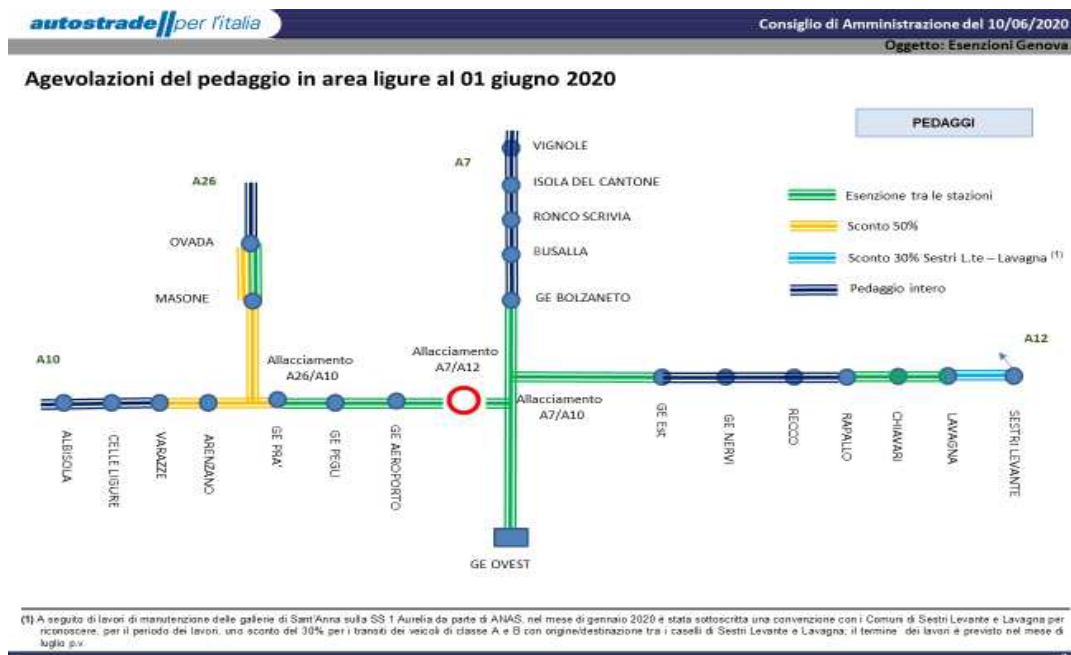 autostrade//per l'italia
Consiglio di Amministrazione del 10/06/2020
Oggetto: Esenzioni Genova
Agevolazioni del pedaggio in area ligure al 01 giugno 2020
PEDAGGI
Esenzione tra le stazioni
Sconto 50%
Sconto 30% Sestri L.te – Lavagna (1)
Pedaggio intero
A7
VIGNOLE
ISOLA DEL CANTONE
RONCO SCRIVIA
BUSALLA
GE BOLZANETO
A26
OVADA
MASONE
A10
Allacciamento
A26/A10
Allacciamento
A7/A12
Allacciamento
A7/A10
A12
ALBISOLA
CELLE LIGURE
VARAZZE
ARENZANO
GE PRA'
GE PEGLI
GE AEROPORTO
GE Est
GE NERVI
RECCO
RAPALLO
CHIAVARI
LAVAGNA
SESTRI LEVANTE
GE OVEST
(1) A seguito di lavori di manutenzione delle gallerie di Sant'Anna sulla SS 1 Aurelia da parte di ANAS, nel mese di gennaio 2020 è stata sottoscritta una convenzione con i Comuni di Sestri Levante e Lavagna per
riconoscere, per il periodo dei lavori, uno sconto del 30% per i transiti dei veicoli di classe A e B con origine/destinazione tra i caselli di Sestri Levante e Lavagna; il termine dei lavori è previsto nel mese di
luglio p.v.